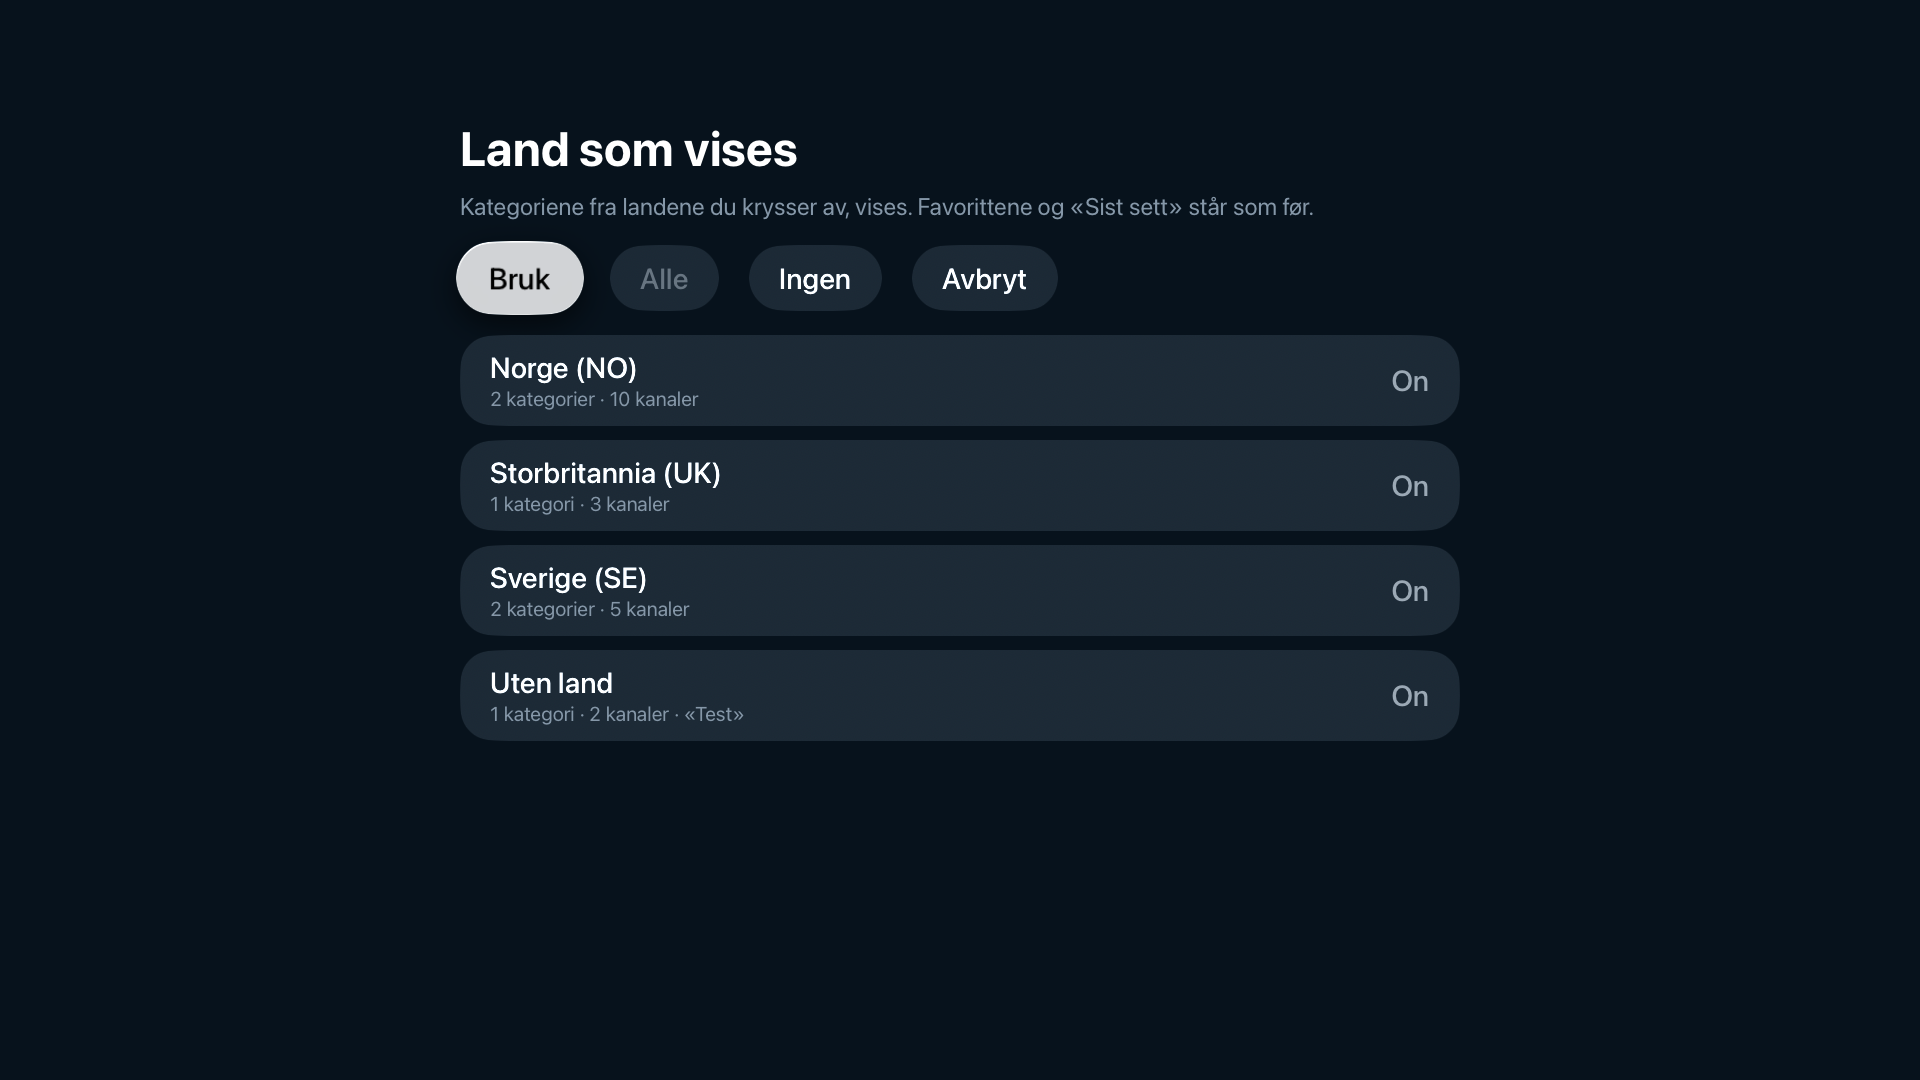 Land som vises
Kategoriene fra landene du krysser av, vises. Favorittene og «Sist sett» står som før.
Bruk
Alle
Ingen
Avbryt
Norge (NO)
2 kategorier · 10 kanaler
On
Storbritannia (UK)
1 kategori · 3 kanaler
On
Sverige (SE)
2 kategorier · 5 kanaler
On
Uten land
1 kategori · 2 kanaler · «Test»
On